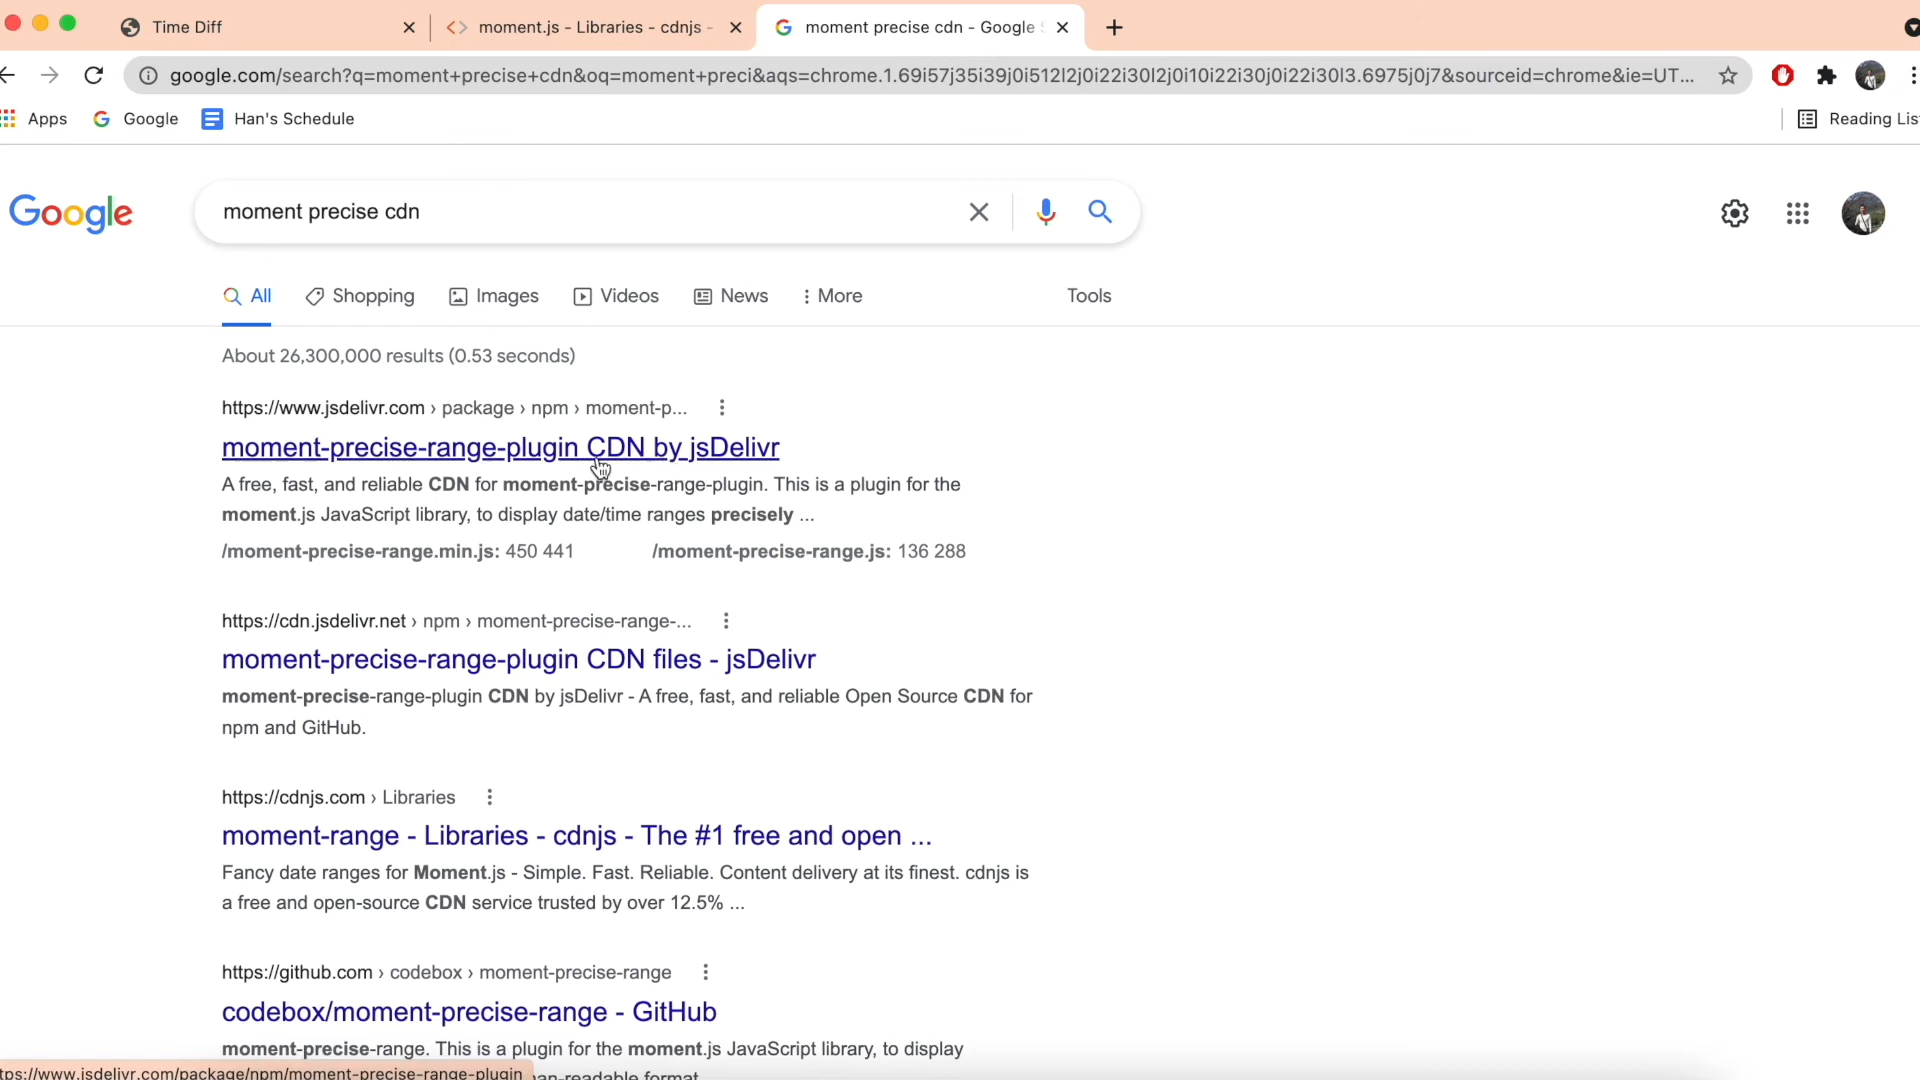 Time Diff
moment.js - Libraries - cdnjs -
moment precise cdn - Google
google.com/search?q=moment+precise+cdn&oq=moment+preci&aqs=chrome.1.69i57j35i39j0i512l2j0i22i30l2j0i10i22i30j0i22i30l3.6975j0j7&sourceid=chrome&ie=UT...
Apps
Google
Han's Schedule
Reading Lis
Google
moment precise cdn
All
Shopping
Images
Videos
News
More
Tools
About 26,300,000 results (0.53 seconds)
https://www.jsdelivr.com › package › npm › moment-p...
moment-precise-range-plugin CDN by jsDelivr
A free, fast, and reliable CDN for moment-precise-range-plugin. This is a plugin for the
moment.js JavaScript library, to display date/time ranges precisely ...
/moment-precise-range.min.js: 450 441
/moment-precise-range.js: 136 288
https://cdn.jsdelivr.net › npm › moment-precise-range-...
moment-precise-range-plugin CDN files - jsDelivr
moment-precise-range-plugin CDN by jsDelivr - A free, fast, and reliable Open Source CDN for
npm and GitHub.
https://cdnjs.com › Libraries
moment-range - Libraries - cdnjs - The #1 free and open ...
Fancy date ranges for Moment.js - Simple. Fast. Reliable. Content delivery at its finest. cdnjs is
a free and open-source CDN service trusted by over 12.5% ...
https://github.com › codebox › moment-precise-range
codebox/moment-precise-range - GitHub
moment-precise-range. This is a plugin for the moment.js JavaScript library, to display
tps://www.jsdelivr.com/package/npm/moment-precise-range-plugin
an-readable format